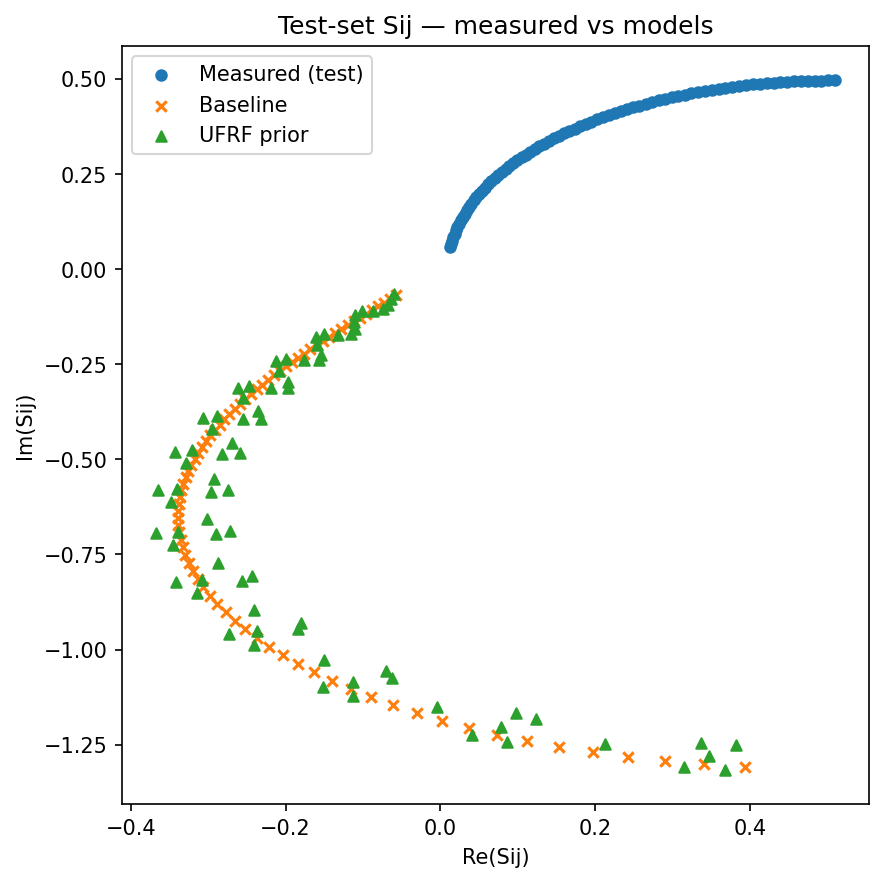 Test-set Sij — measured vs models
Measured (test)
Baseline
UFRF prior
0.50
0.25
0.00
−0.25
−0.50
−0.75
−1.00
−1.25
Im(Sij)
−0.4
−0.2
0.0
0.2
0.4
Re(Sij)